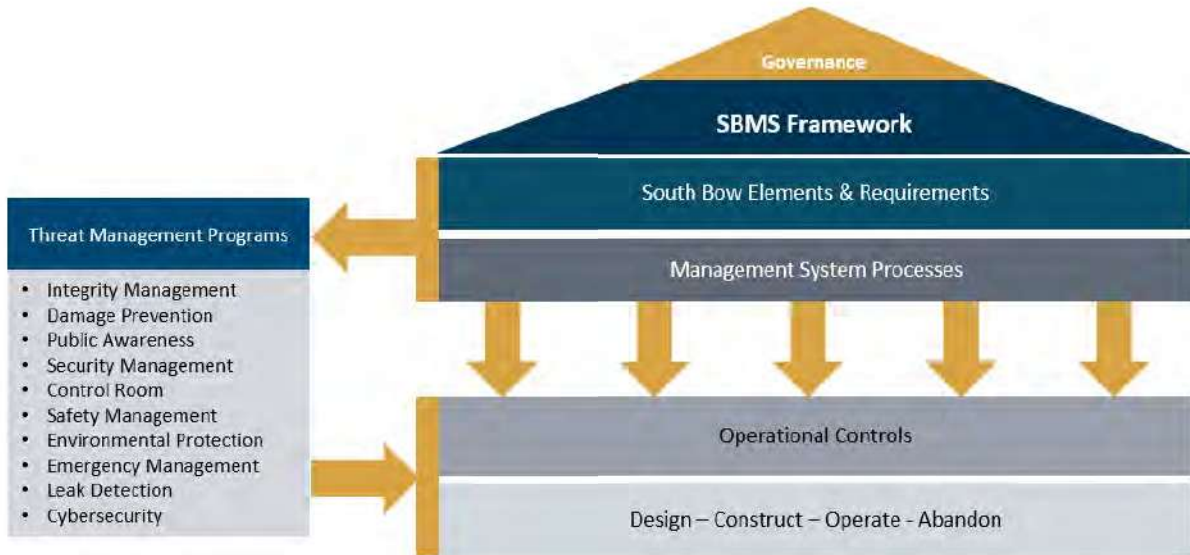 Governance
SBMS Framework
South Bow Elements & Requirements
Management System Processes
Threat Management Programs
• Integrity Management
• Damage Prevention
• Public Awareness
• Security Management
• Control Room
• Safety Management
• Environmental Protection
• Emergency Management
• Leak Detection
• Cybersecurity
Operational Controls
Design – Construct – Operate - Abandon